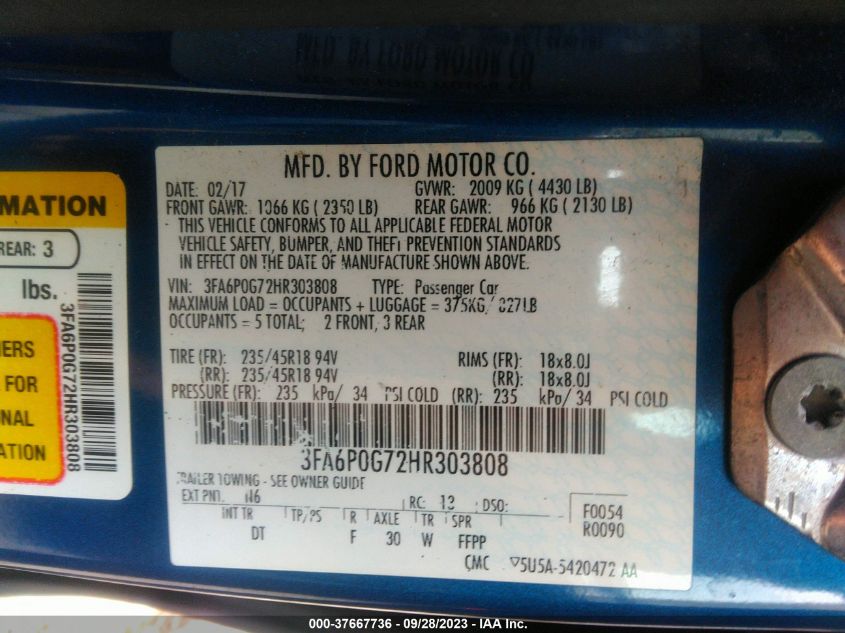 MFD. BY FORD MOTOR CO.
DATE: 02/17 GVWR: 2009 KG ( 4430 LB)
FRONT GAWR: 1066 KG ( 2350 LB) REAR GAWR: 966 KG ( 2130 LB)
THIS VEHICLE CONFORMS TO ALL APPLICABLE FEDERAL MOTOR
VEHICLE SAFETY, BUMPER, AND THEFT PREVENTION STANDARDS
IN EFFECT ON THE DATE OF MANUFACTURE SHOWN ABOVE.
VIN: 3FA6P0G72HR303808 TYPE: Passenger Car
MAXIMUM LOAD = OCCUPANTS + LUGGAGE = 375KG/ 827LB
OCCUPANTS = 5 TOTAL; 2 FRONT, 3 REAR
TIRE (FR): 235/45R18 94V RIMS (FR): 18x8.0J
(RR): 235/45R18 94V (RR): 18x8.0J
PRESSURE (FR): 235 kPa/ 34 PSI COLD (RR): 235 kPa/ 34 PSI COLD
3FA6P0G72HR303808
TRAILER TOWING - SEE OWNER GUIDE
EXT PNT: N6 RC: 13 DSO: F0054
INT TR TP/PS R AXLE TR SPR R0090
DT F 30 W FFPP
CMC ▽5U5A-5420472 AA
MATION
REAR: 3
lbs.
3FA6P0G72HR303808
FOR
000-37667736 - 09/28/2023 - IAA Inc.